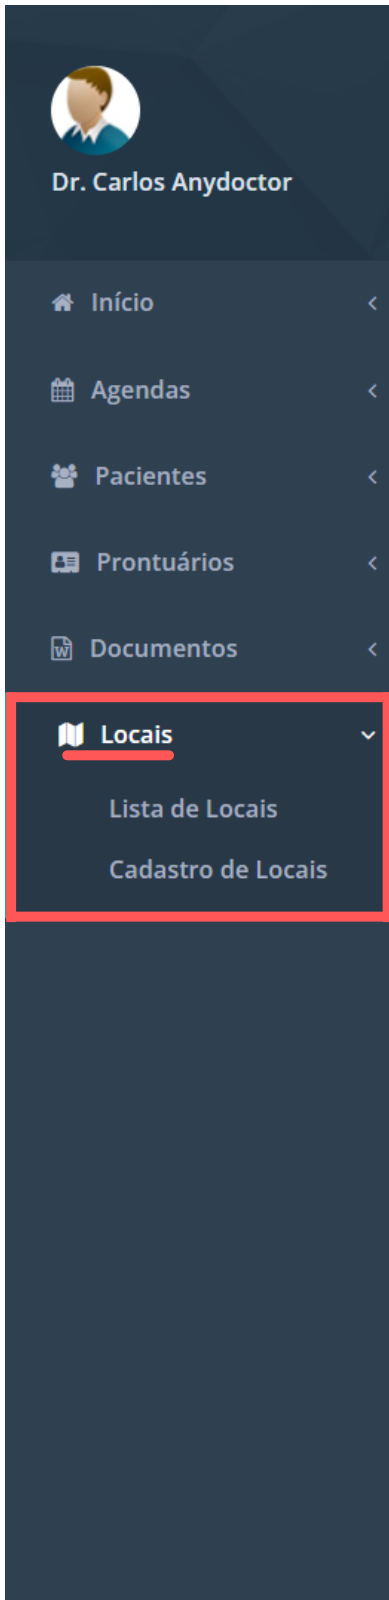 Dr. Carlos Anydoctor
Início
Agendas
Pacientes
Prontuários
Documentos
Locais
Lista de Locais
Cadastro de Locais